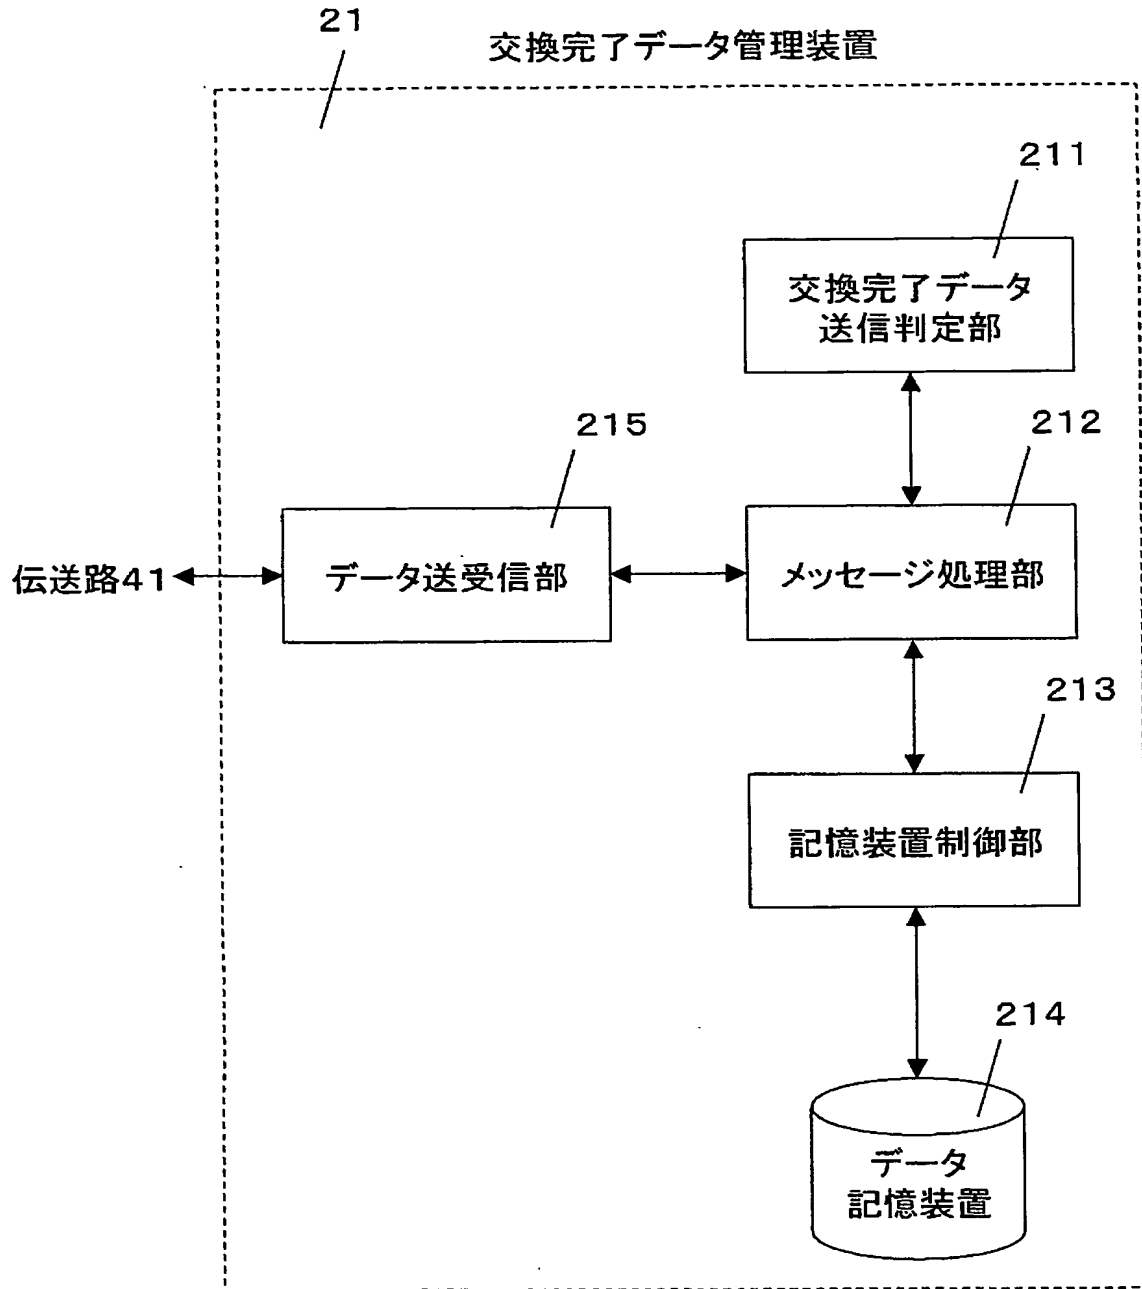 21
交換完了データ管理装置
211
交換完了データ
送信判定部
215
212
伝送路41
データ送受信部
メッセージ処理部
213
記憶装置制御部
214
データ
記憶装置